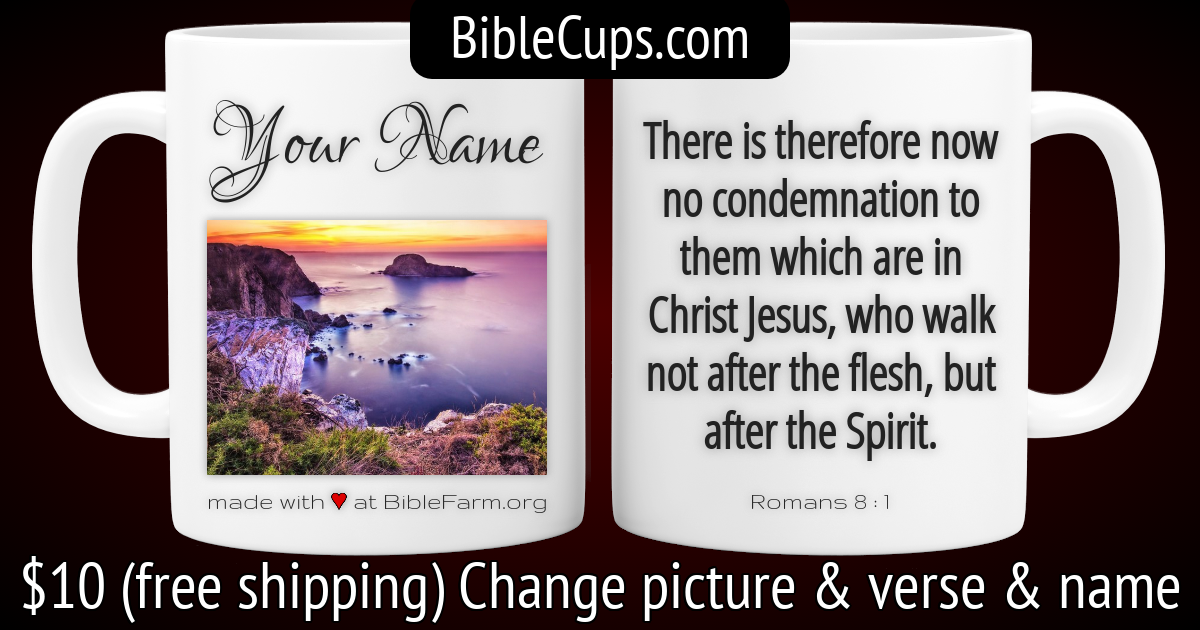 BibleCups.com
Your Name
made with ♥ at BibleFarm.org
There is therefore now
no condemnation to
them which are in
Christ Jesus, who walk
not after the flesh, but
after the Spirit.
Romans 8 : 1
$10 (free shipping) Change picture & verse & name